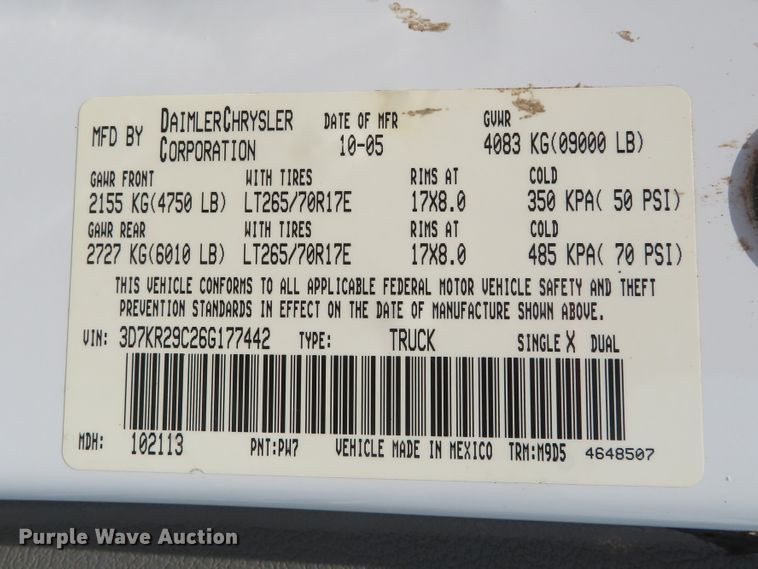 MFD BY DAIMLERCHRYSLER CORPORATION DATE OF MFR 10-05 GVWR 4083 KG(09000 LB)
GAWR FRONT WITH TIRES RIMS AT COLD
2155 KG(4750 LB) LT265/70R17E 17X8.0 350 KPA( 50 PSI)
GAWR REAR WITH TIRES RIMS AT COLD
2727 KG(6010 LB) LT265/70R17E 17X8.0 485 KPA( 70 PSI)
THIS VEHICLE CONFORMS TO ALL APPLICABLE FEDERAL MOTOR VEHICLE SAFETY AND THEFT
PREVENTION STANDARDS IN EFFECT ON THE DATE OF MANUFACTURE SHOWN ABOVE.
VIN: 3D7KR29C26G177442 TYPE: TRUCK SINGLE X DUAL
MDH: 102113 PNT:PW7 VEHICLE MADE IN MEXICO TRM:M9D5 4648507
Purple Wave Auction